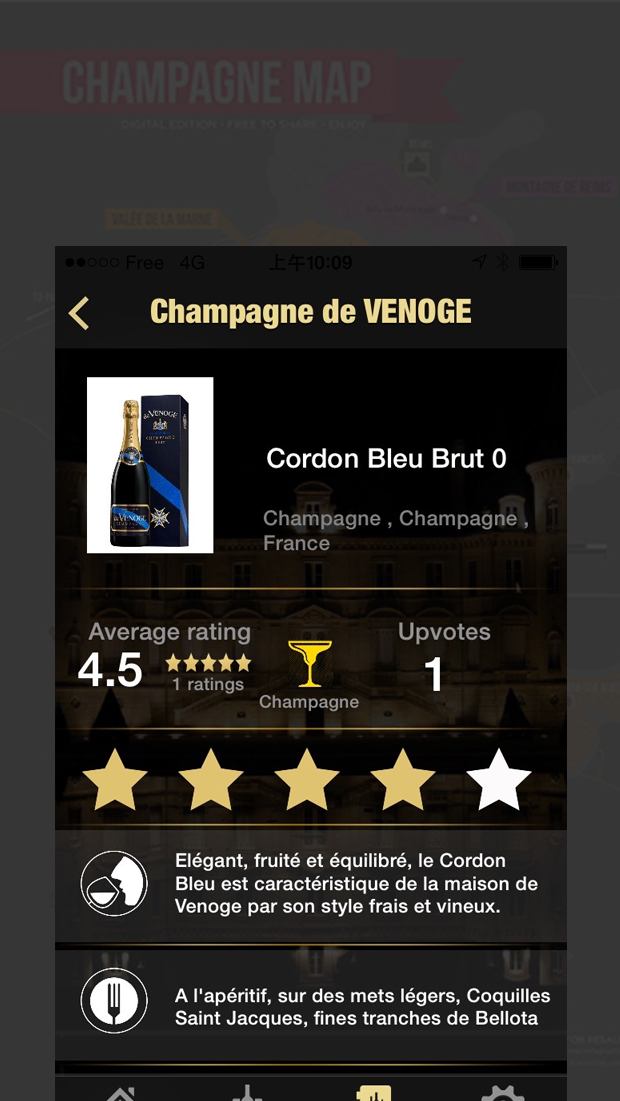 CHAMPAGNE MAP
DIGITAL EDITION • FREE TO SHARE • ENJOY
MONTAGNE DE REIMS
VALÉE DE LA MARNE
Free 4G 上午10:09
Champagne de VENOGE
de VENOGE
Cordon Bleu Brut 0
Champagne , Champagne ,
France
Average rating
Upvotes
4.5
1
1 ratings
Champagne
Elégant, fruité et équilibré, le Cordon
Bleu est caractéristique de la maison de
Venoge par son style frais et vineux.
A l'apéritif, sur des mets légers, Coquilles
Saint Jacques, fines tranches de Bellota